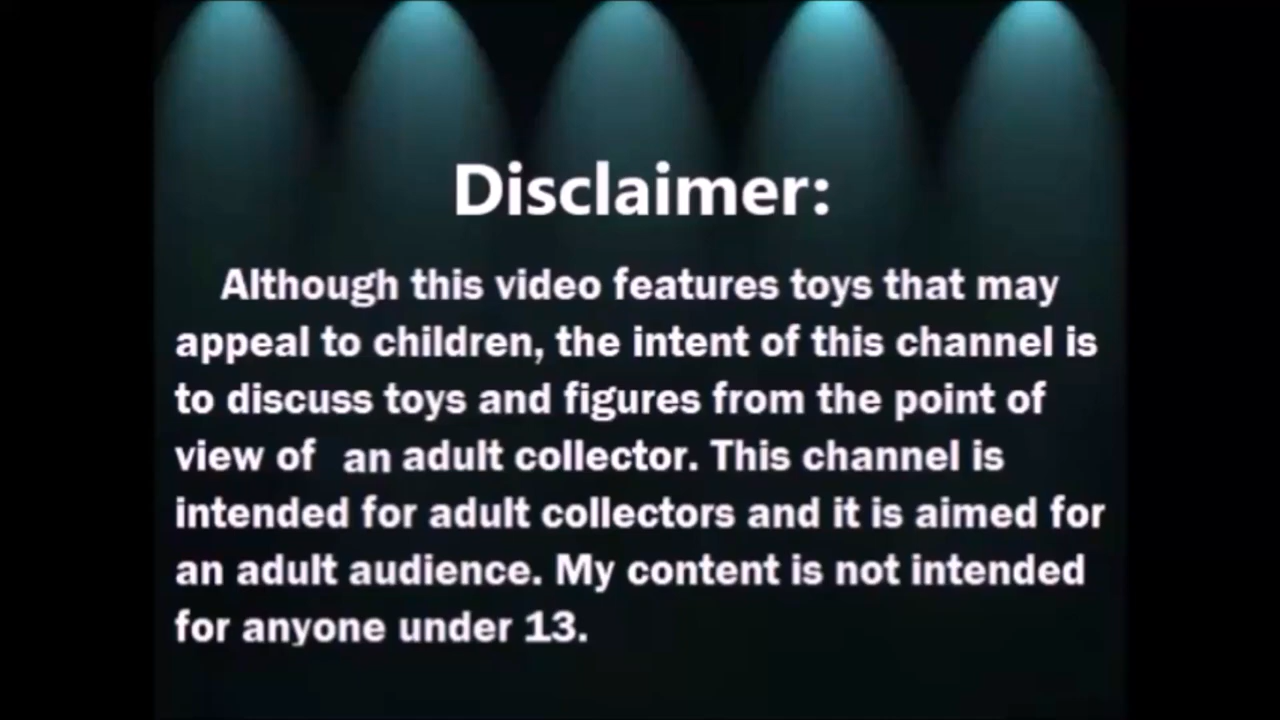 Disclaimer:
Although this video features toys that may
appeal to children, the intent of this channel is
to discuss toys and figures from the point of
view of an adult collector. This channel is
intended for adult collectors and it is aimed for
an adult audience. My content is not intended
for anyone under 13.